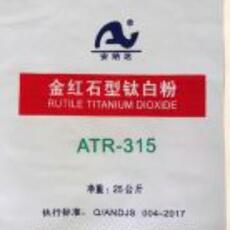 安纳达
金红石型钛白粉
RUTILE TITANIUM DIOXIDE
ATR-315
净重：25公斤
执行标准：Q/ANDJS 004-2017